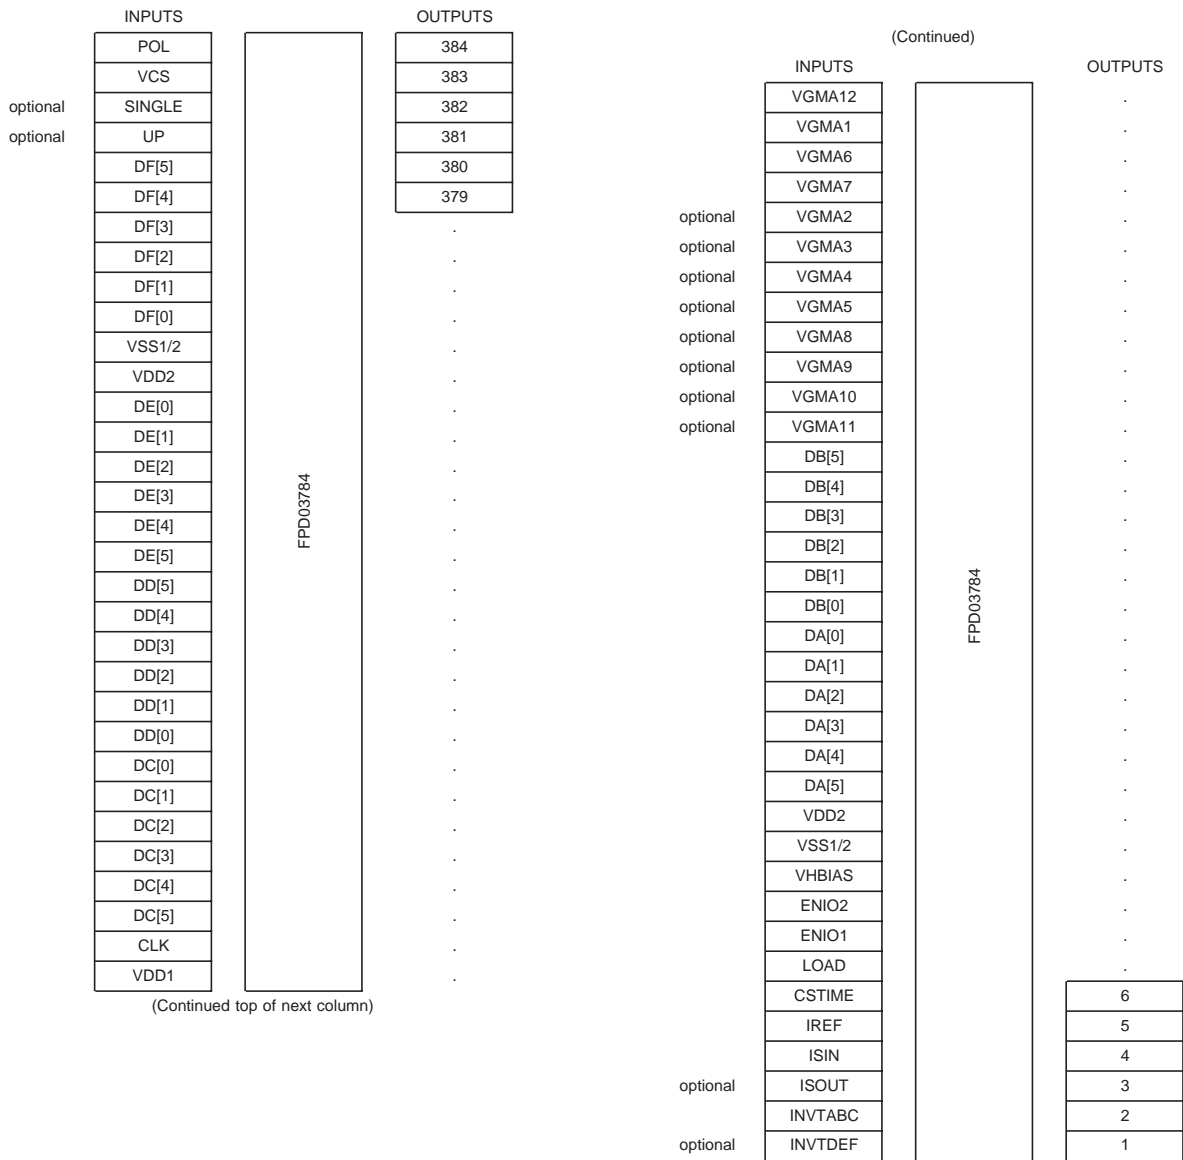 INPUTS OUTPUTS
POL 384
VCS 383
optional SINGLE 382
optional UP 381
DF[5] 380
DF[4] 379
DF[3] .
DF[2] .
DF[1] .
DF[0] .
VSS1/2 .
VDD2 .
DE[0] .
DE[1] .
DE[2] .
DE[3] .
DE[4] .
DE[5] .
DD[5] .
DD[4] .
DD[3] .
DD[2] .
DD[1] .
DD[0] .
DC[0] .
DC[1] .
DC[2] .
DC[3] .
DC[4] .
DC[5] .
CLK .
VDD1 .
FPD03784
(Continued top of next column)
(Continued)
INPUTS OUTPUTS
VGMA12 .
VGMA1 .
VGMA6 .
VGMA7 .
optional VGMA2 .
optional VGMA3 .
optional VGMA4 .
optional VGMA5 .
optional VGMA8 .
optional VGMA9 .
optional VGMA10 .
optional VGMA11 .
DB[5] .
DB[4] .
DB[3] .
DB[2] .
DB[1] .
DB[0] .
DA[0] .
DA[1] .
DA[2] .
DA[3] .
DA[4] .
DA[5] .
VDD2 .
VSS1/2 .
VHBIAS .
ENIO2 .
ENIO1 .
LOAD .
CSTIME 6
IREF 5
ISIN 4
optional ISOUT 3
INVTABC 2
optional INVTDEF 1
FPD03784